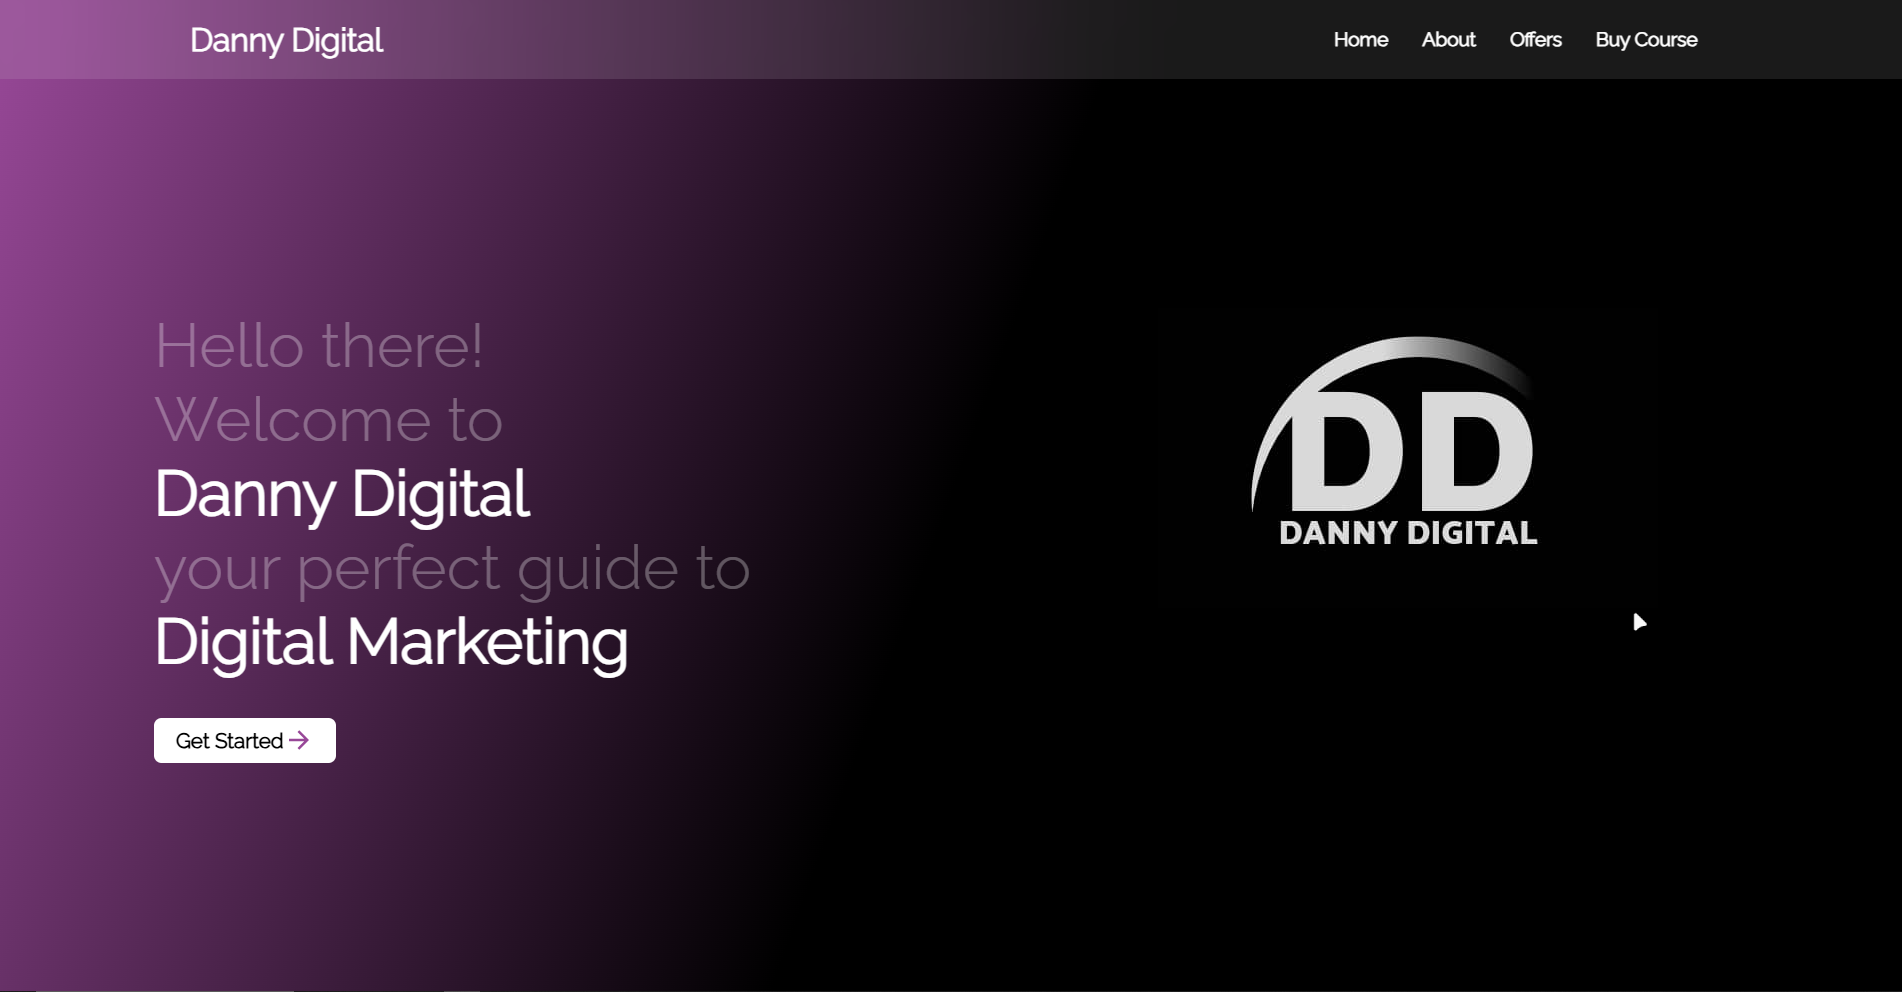 Danny Digital
Home About Offers Buy Course
Hello there!
Welcome to
Danny Digital
your perfect guide to
Digital Marketing
Get Started
DD
DANNY DIGITAL